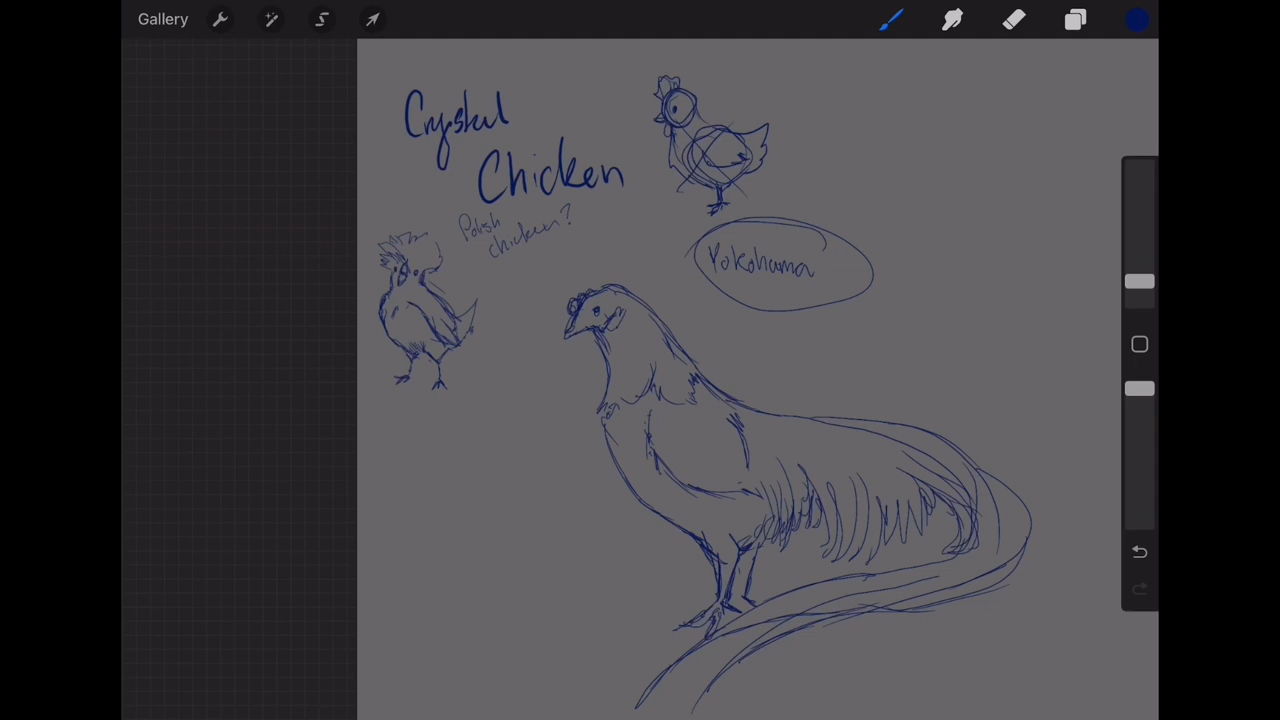 Gallery
Crystal
Chicken
Polish
chicken?
Yokohama